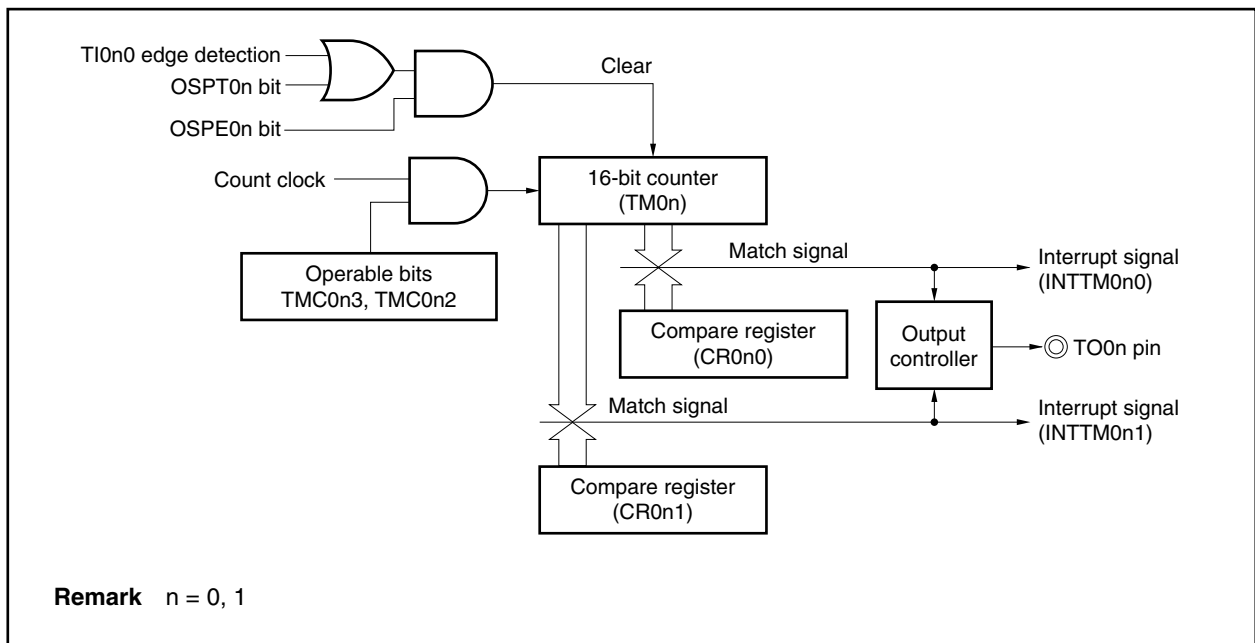 TI0n0 edge detection
OSPT0n bit
OSPE0n bit
Clear
Count clock
16-bit counter
(TM0n)
Operable bits
TMC0n3, TMC0n2
Match signal
Interrupt signal
(INTTM0n0)
Compare register
(CR0n0)
Output
controller
TO0n pin
Match signal
Interrupt signal
(INTTM0n1)
Compare register
(CR0n1)
Remark n = 0, 1